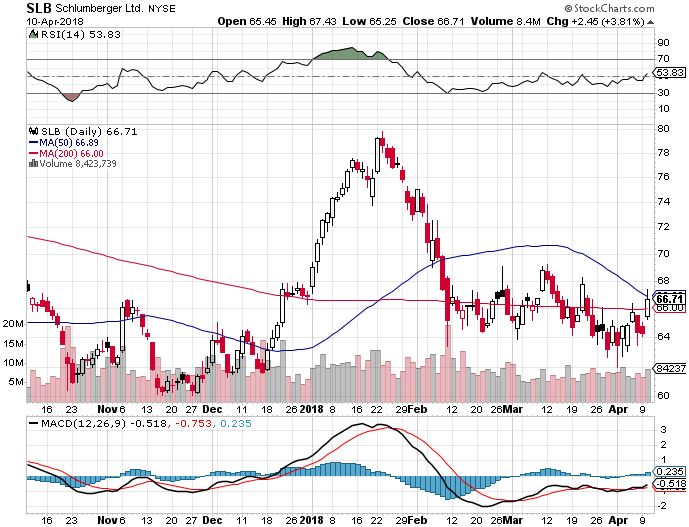 SLB Schlumberger Ltd. NYSE
© StockCharts.com
10-Apr-2018
Open 65.45 High 67.43 Low 65.25 Close 66.71 Volume 8.4M Chg +2.45 (+3.81%)
RSI(14) 53.83
90
70
53.83
50
30
10
SLB (Daily) 66.71
MA(50) 66.89
MA(200) 66.00
Volume 8,423,739
80
78
76
74
72
70
68
66.71
66.00
64
84237
60
20M
15M
10M
5M
16 23 Nov 6 13 20 27 Dec 11 18 26 2018 8 16 22 29 Feb 12 20 26 Mar 12 19 26 Apr 9
MACD(12,26,9) -0.518, -0.753, 0.235
3
2
1
0.235
-0.518
-2
16 23 Nov 6 13 20 27 Dec 11 18 26 2018 8 16 22 29 Feb 12 20 26 Mar 12 19 26 Apr 9